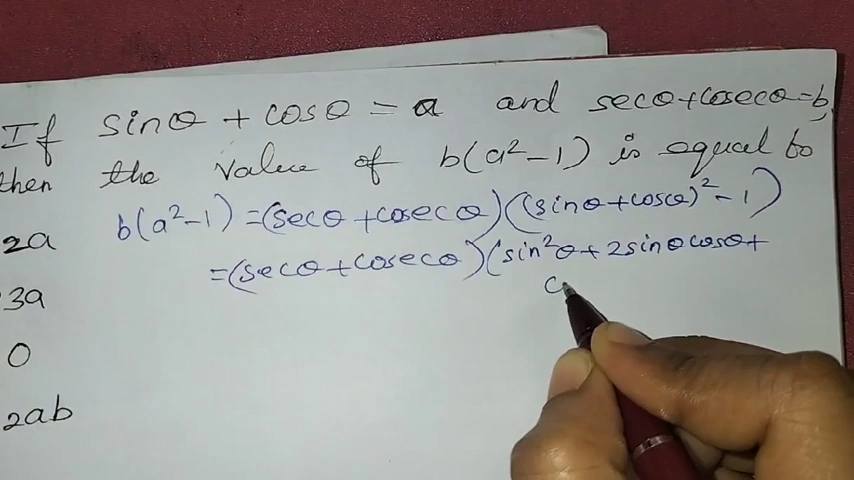 If sinθ + cosθ = a and secθ+cosecθ=b,
then the value of b(a²-1) is equal to
b(a²-1) =(secθ+cosecθ)((sinθ+cosθ)²-1)
2a
=(secθ+cosecθ)(sin²θ+2sinθcosθ+
c
3a
0
2ab